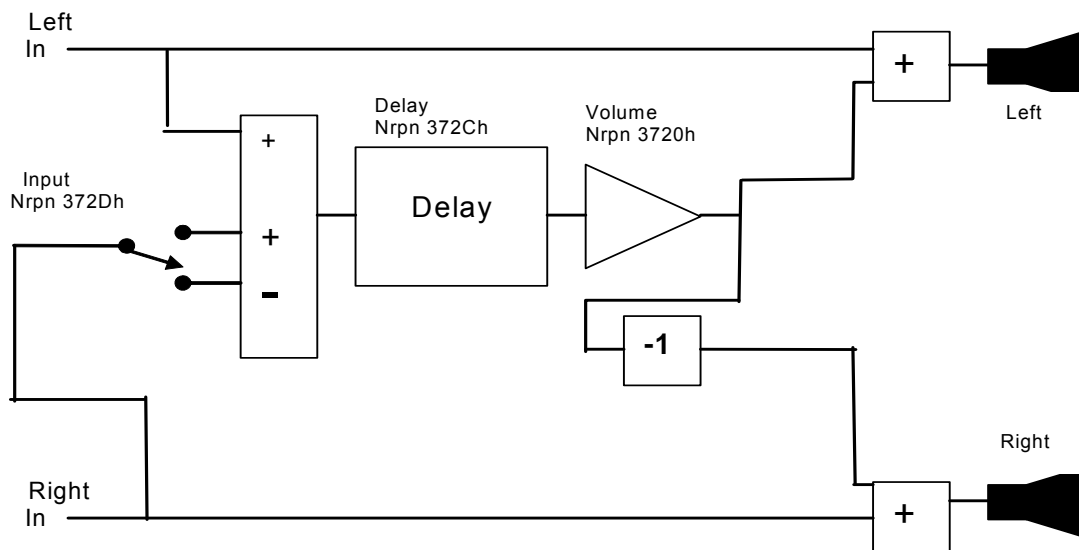 Left
In
+
Delay
Nrpn 372Ch
Volume
Nrpn 3720h
Left
+
Input
Nrpn 372Dh
Delay
+
-
-1
Right
Right
In
+